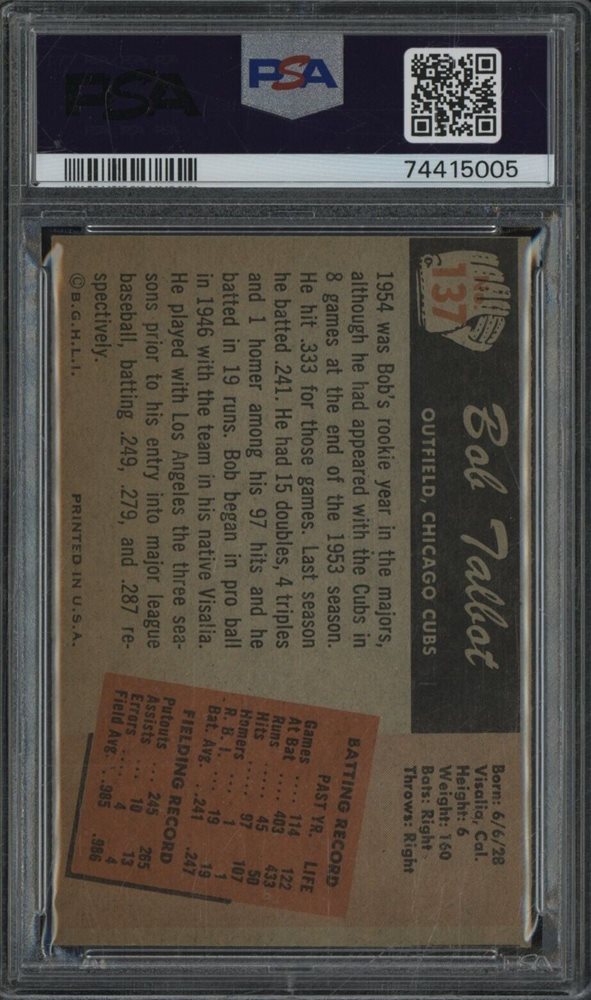 PSA
PSA
74415005
137
Bob Talbot
OUTFIELD, CHICAGO CUBS
Born: 6/6/28
Visalia, Cal.
Height: 6
Weight: 160
Bats: Right
Throws: Right
1954 was Bob's rookie year in the majors,
although he had appeared with the Cubs in
8 games at the end of the 1953 season.
He hit .333 for those games. Last season
he batted .241. He had 15 doubles, 4 triples
and 1 homer among his 97 hits and he
batted in 19 runs. Bob began in pro ball
in 1946 with the team in his native Visalia.
He played with Los Angeles the three sea-
sons prior to his entry into major league
baseball, batting .249, .279, and .287 re-
spectively.
BATTING RECORD
PAST YR. LIFE
Games .... 114 122
At Bat .... 403 433
Runs ..... 45 50
Hits ..... 97 107
Homers ... 1 1
R. B. I. ... 19 19
Bat. Avg. .. .241 .247
FIELDING RECORD
Putouts ... 245 265
Assists ... 10 13
Errors .... 4 4
Field Avg. .. .985 .986
©B.G.H.L.I. PRINTED IN U.S.A.